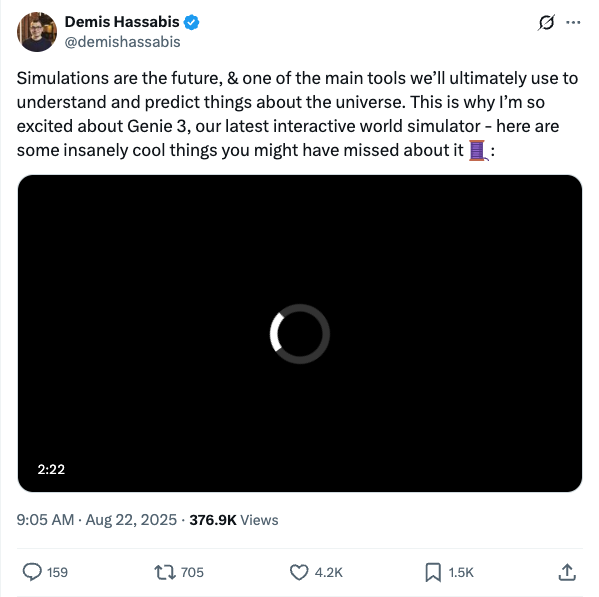 Demis Hassabis
@demishassabis
Simulations are the future, & one of the main tools we’ll ultimately use to
understand and predict things about the universe. This is why I’m so
excited about Genie 3, our latest interactive world simulator - here are
some insanely cool things you might have missed about it 🧵:
2:22
9:05 AM · Aug 22, 2025 · 376.9K Views
159 705 4.2K 1.5K